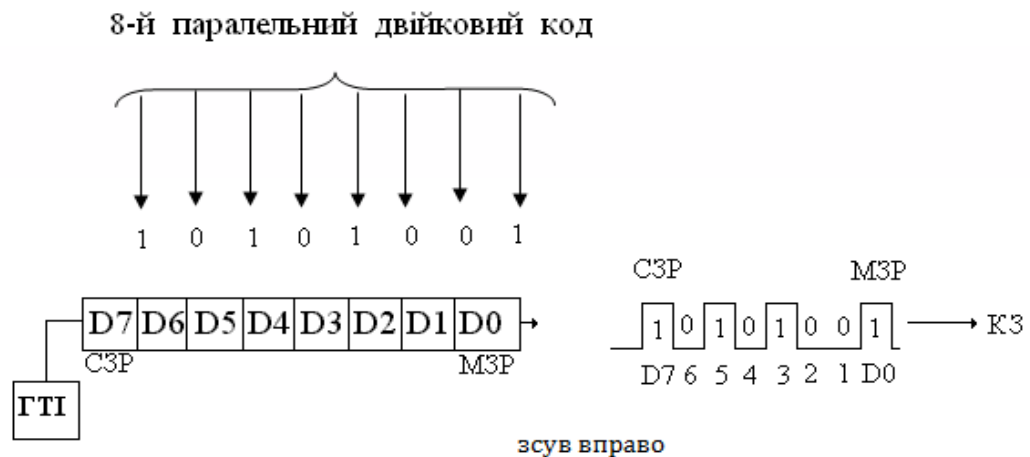 8-й паралельний двійковий код
1 0 1 0 1 0 0 1
СЗР МЗР
D7 D6 D5 D4 D3 D2 D1 D0
1 0 1 0 1 0 0 1
КЗ
СЗР МЗР
D7 6 5 4 3 2 1 D0
ГТІ
зсув вправо